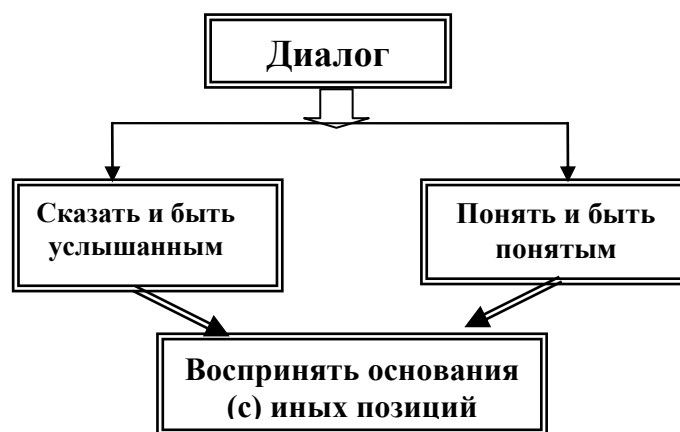 Диалог
Сказать и быть
услышанным
Понять и быть
понятым
Воспринять основания
(с) иных позиций